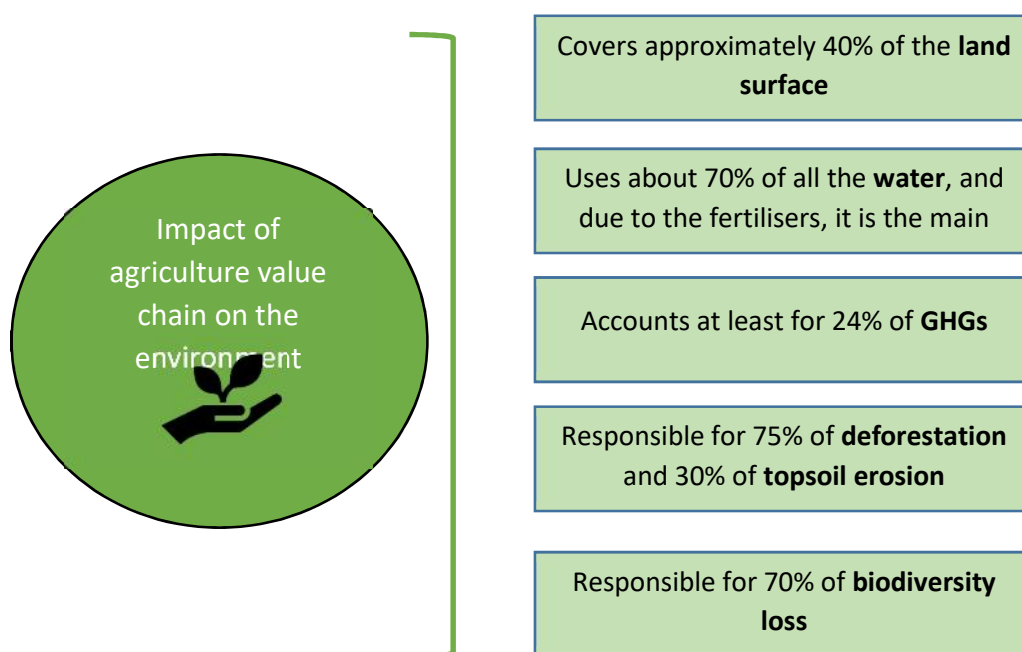 Impact of
agriculture value
chain on the
environment
Covers approximately 40% of the land
surface
Uses about 70% of all the water, and
due to the fertilisers, it is the main
Accounts at least for 24% of GHGs
Responsible for 75% of deforestation
and 30% of topsoil erosion
Responsible for 70% of biodiversity
loss